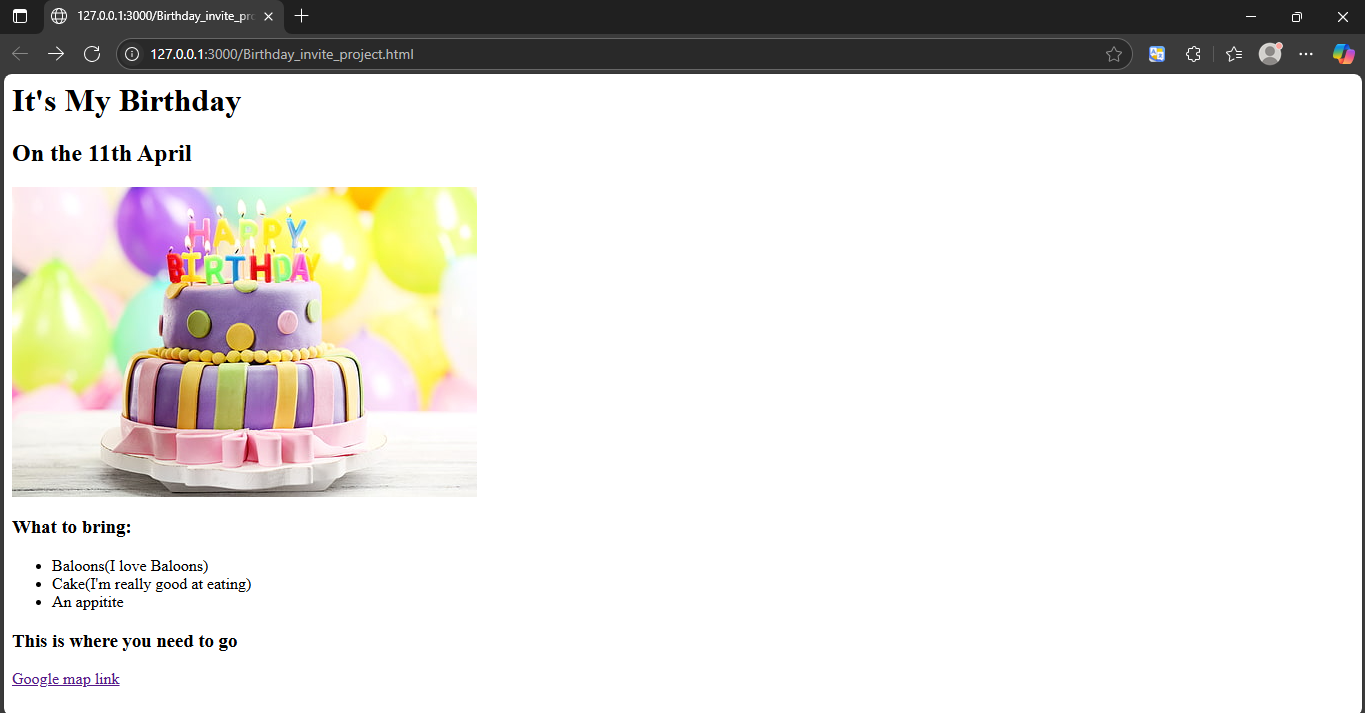 127.0.0.1:3000/Birthday_invite_pro
127.0.0.1:3000/Birthday_invite_project.html
It's My Birthday
On the 11th April
HAPPY
BIRTHDAY
What to bring:
Baloons(I love Baloons)
Cake(I'm really good at eating)
An appitite
This is where you need to go
Google map link